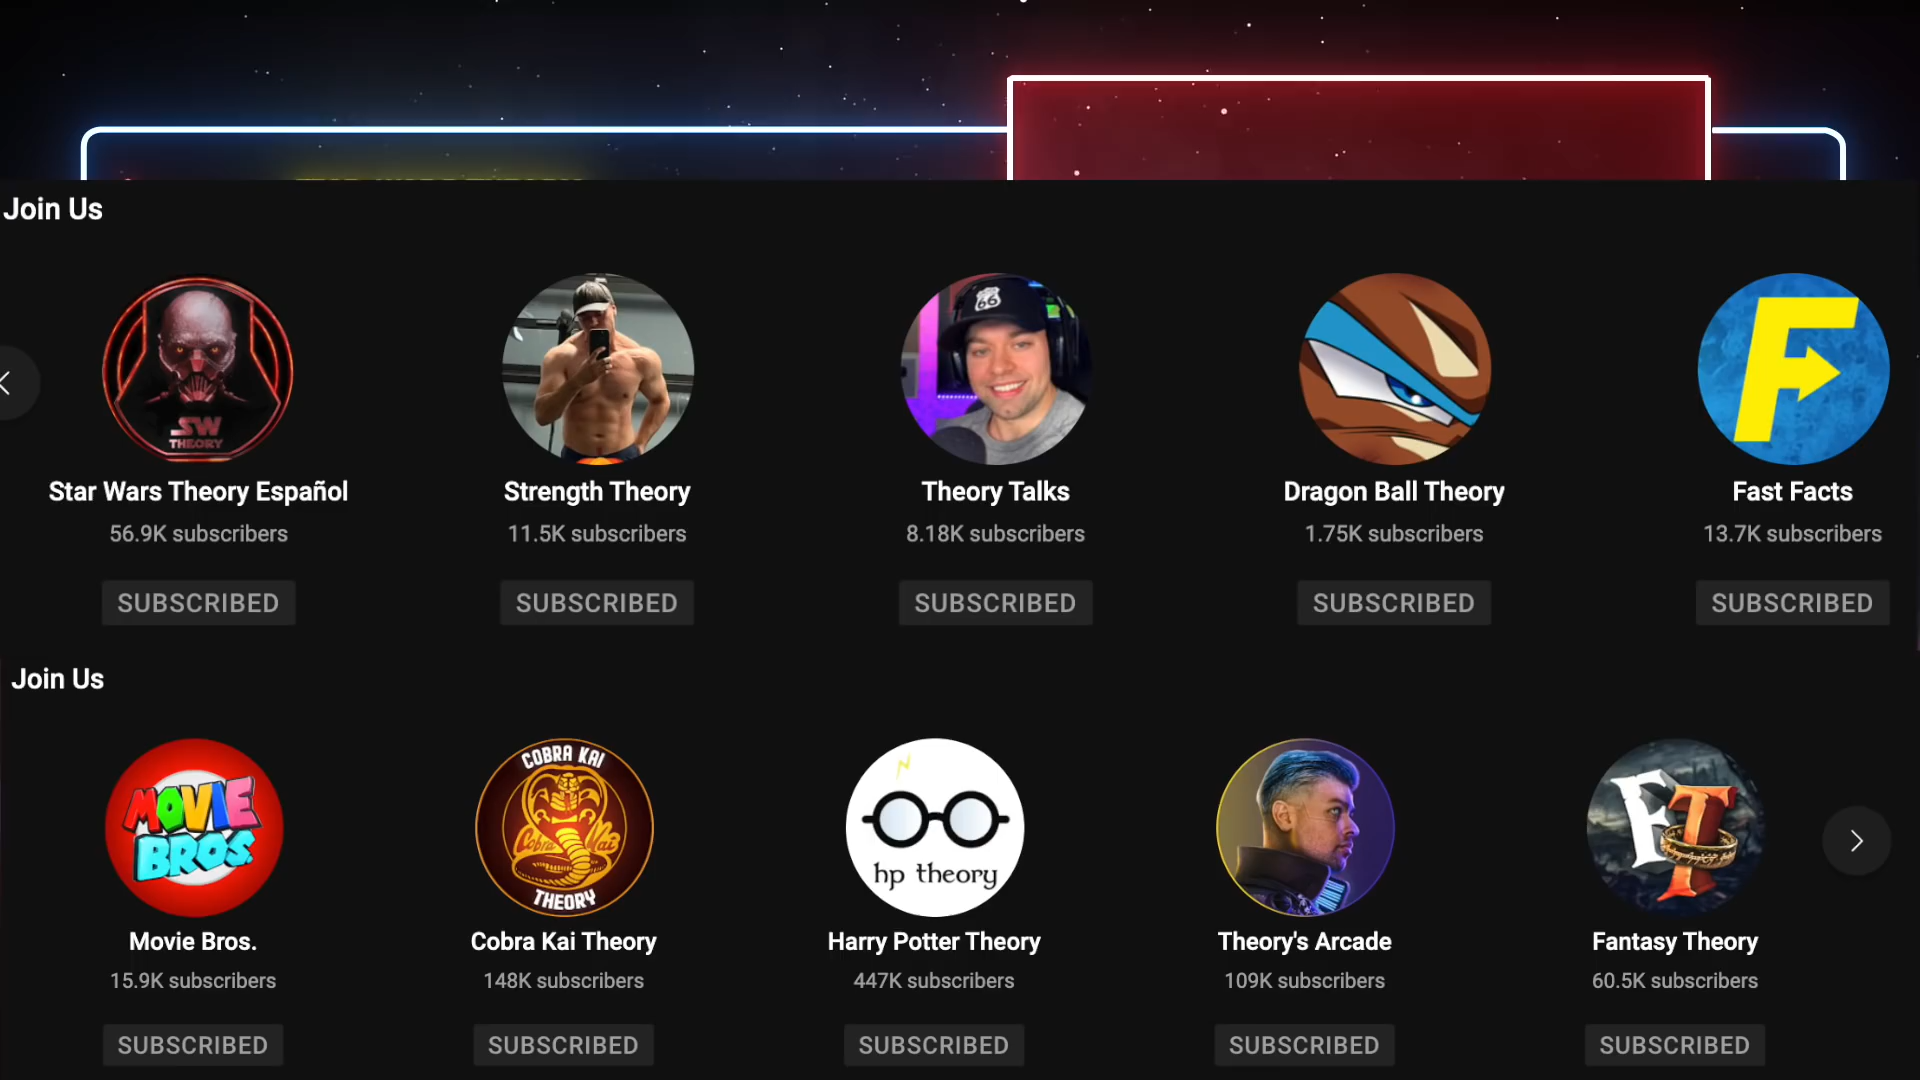 Join Us
SW
THEORY
66
F
Star Wars Theory Español
Strength Theory
Theory Talks
Dragon Ball Theory
Fast Facts
56.9K subscribers
11.5K subscribers
8.18K subscribers
1.75K subscribers
13.7K subscribers
SUBSCRIBED
SUBSCRIBED
SUBSCRIBED
SUBSCRIBED
SUBSCRIBED
Join Us
MOVIE
BROS.
COBRA KAI
Cobra Kai
THEORY
hp theory
FT
Movie Bros.
Cobra Kai Theory
Harry Potter Theory
Theory's Arcade
Fantasy Theory
15.9K subscribers
148K subscribers
447K subscribers
109K subscribers
60.5K subscribers
SUBSCRIBED
SUBSCRIBED
SUBSCRIBED
SUBSCRIBED
SUBSCRIBED